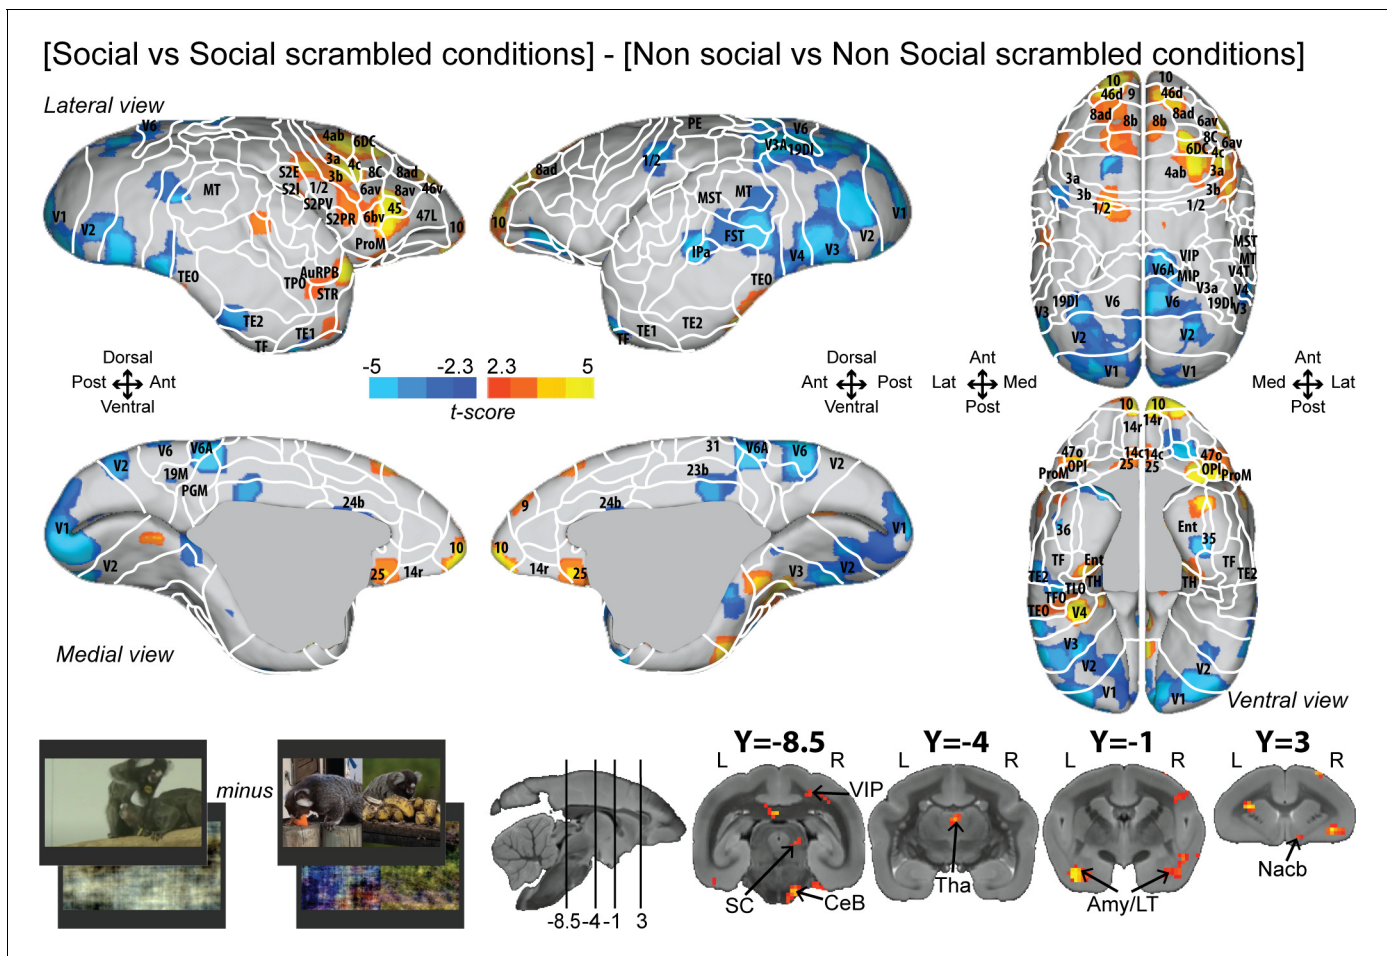 [Social vs Social scrambled conditions] - [Non social vs Non Social scrambled conditions]
Lateral view
V6
4ab
6DC
3a
4c
8C
8ad
S2E
3b
S2I
1/2
6av
8av
46v
MT
S2PV
45
S2PR
6bv
47L
10
V1
V2
ProM
TEO
TPO
AuRPB
STR
TE2
TE1
TF
PE
V6
V3A
19DI
1/2
8ad
MST
MT
10
FST
IPa
V4
V3
V2
V1
TEO
TE1
TE2
TF
10
10
46d
9
46d
8ad
8b
8b
8ad
6av
8C
6DC
6av
4c
4ab
3a
3a
3b
3b
1/2
1/2
MST
VIP
MT
V6A
MIP
V4T
V3a
V4
19DI
V6
V6
19DI
V3
V3
V2
V2
V1
V1
Dorsal
Post
Ant
Ventral
-5
-2.3
2.3
5
t-score
Dorsal
Ant
Post
Ventral
Ant
Lat
Med
Post
Ant
Med
Lat
Post
V6
V6A
V2
19M
PGM
24b
V1
V2
10
25
14r
31
V6A
V6
V2
23b
24b
9
10
14r
25
V3
V2
V1
10
10
14r
14r
47o
14c
14c
47o
OPI
25
25
OPI
ProM
ProM
36
Ent
35
TF
Ent
TF
TE2
TH
TH
TE2
TLO
TFO
TEO
V4
V3
V2
V2
V1
V1
Medial view
Ventral view
minus
-8.5
-4
-1
3
Y=-8.5
L
R
VIP
SC
CeB
Y=-4
L
R
Tha
Y=-1
L
R
Amy/LT
Y=3
L
R
Nacb